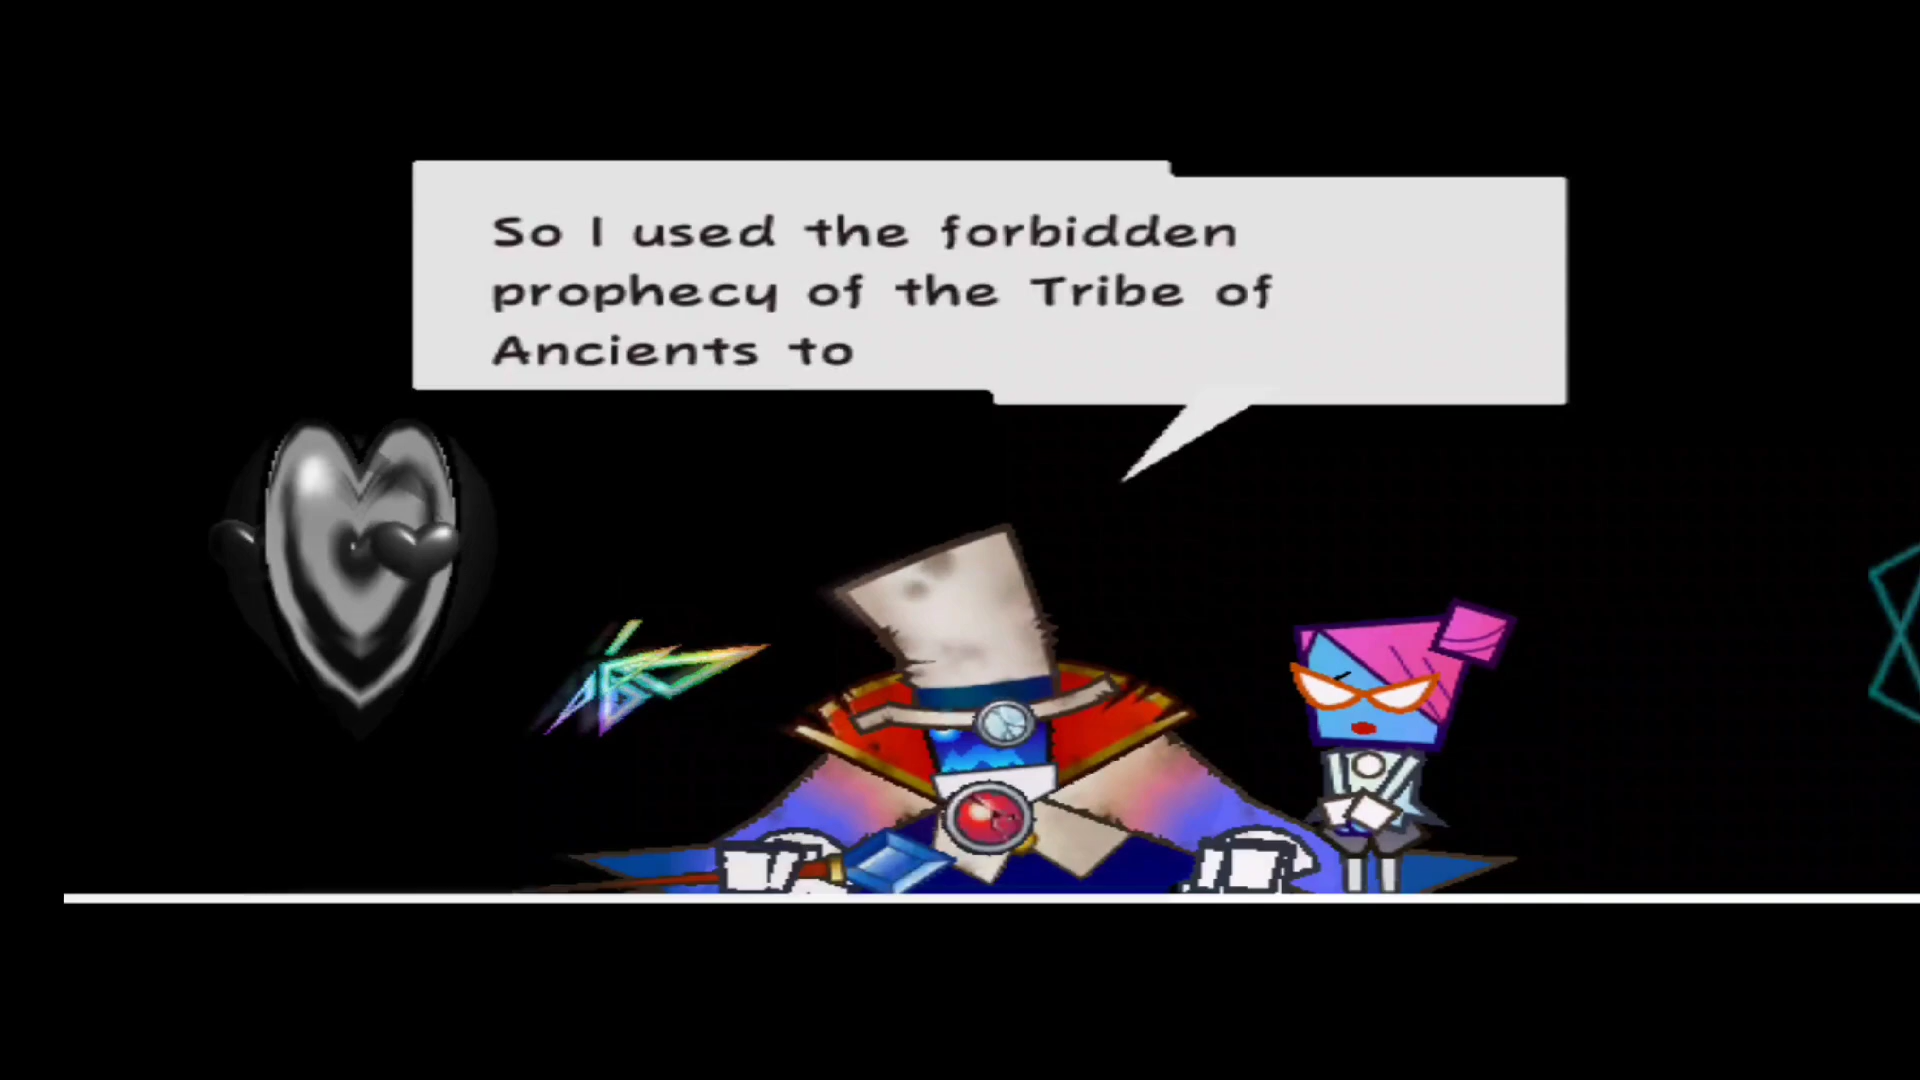 So I used the forbidden
prophecy of the Tribe of
Ancients to